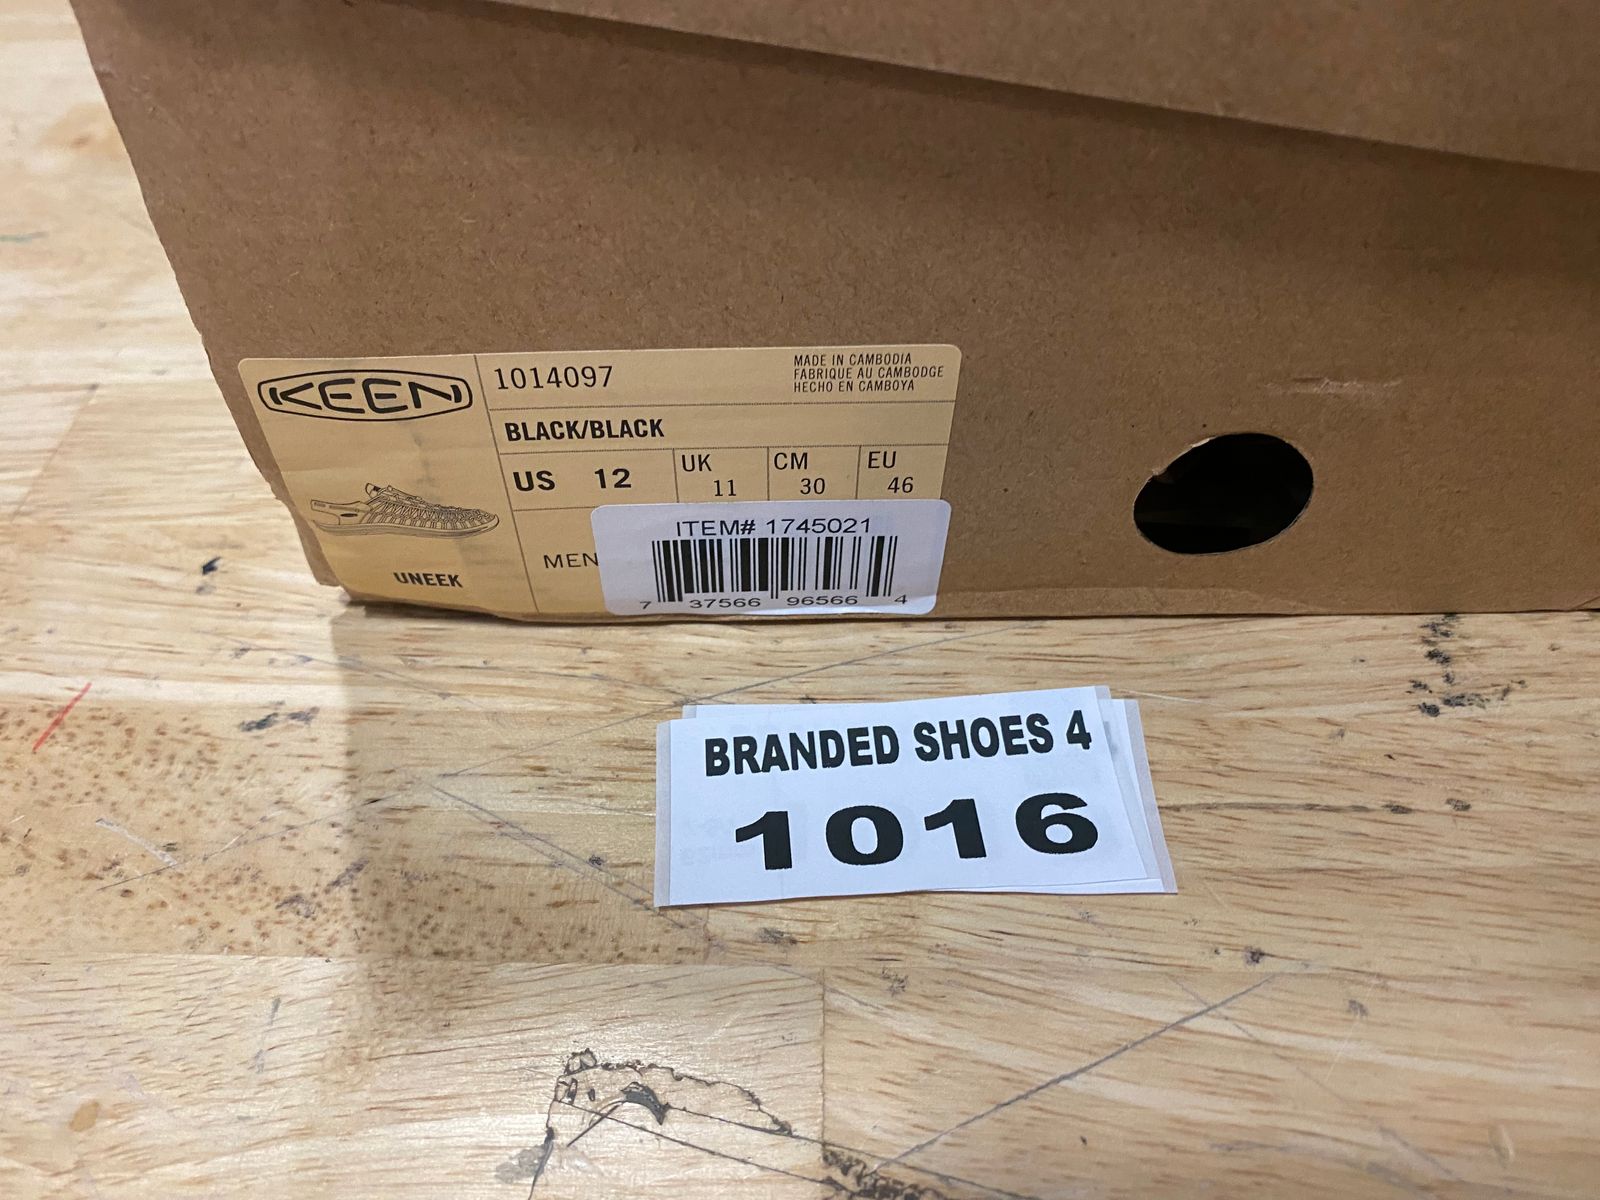 KEEN
1014097
MADE IN CAMBODIA
FABRIQUE AU CAMBODGE
HECHO EN CAMBOYA
BLACK/BLACK
US 12
UK 11
CM 30
EU 46
UNEEK
MEN
ITEM# 1745021
7 37566 96566 4
BRANDED SHOES 4
1016